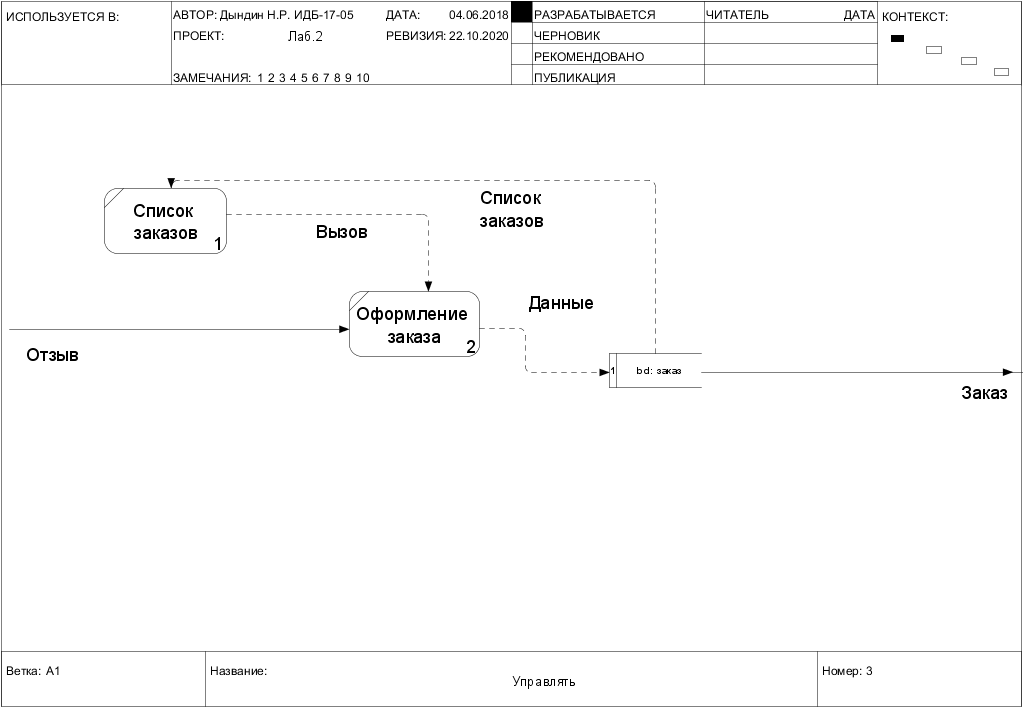 ИСПОЛЬЗУЕТСЯ В:
АВТОР: Дындин Н.Р. ИДБ-17-05
ДАТА: 04.06.2018
РАЗРАБАТЫВАЕТСЯ
ЧИТАТЕЛЬ
ДАТА
КОНТЕКСТ:
ПРОЕКТ: Лаб.2
РЕВИЗИЯ: 22.10.2020
ЧЕРНОВИК
РЕКОМЕНДОВАНО
ЗАМЕЧАНИЯ: 1 2 3 4 5 6 7 8 9 10
ПУБЛИКАЦИЯ
Список
заказов
1
Список
заказов
Вызов
Оформление
заказа
2
Данные
Отзыв
1
bd: заказ
Заказ
Ветка: А1
Название:
Управлять
Номер: 3